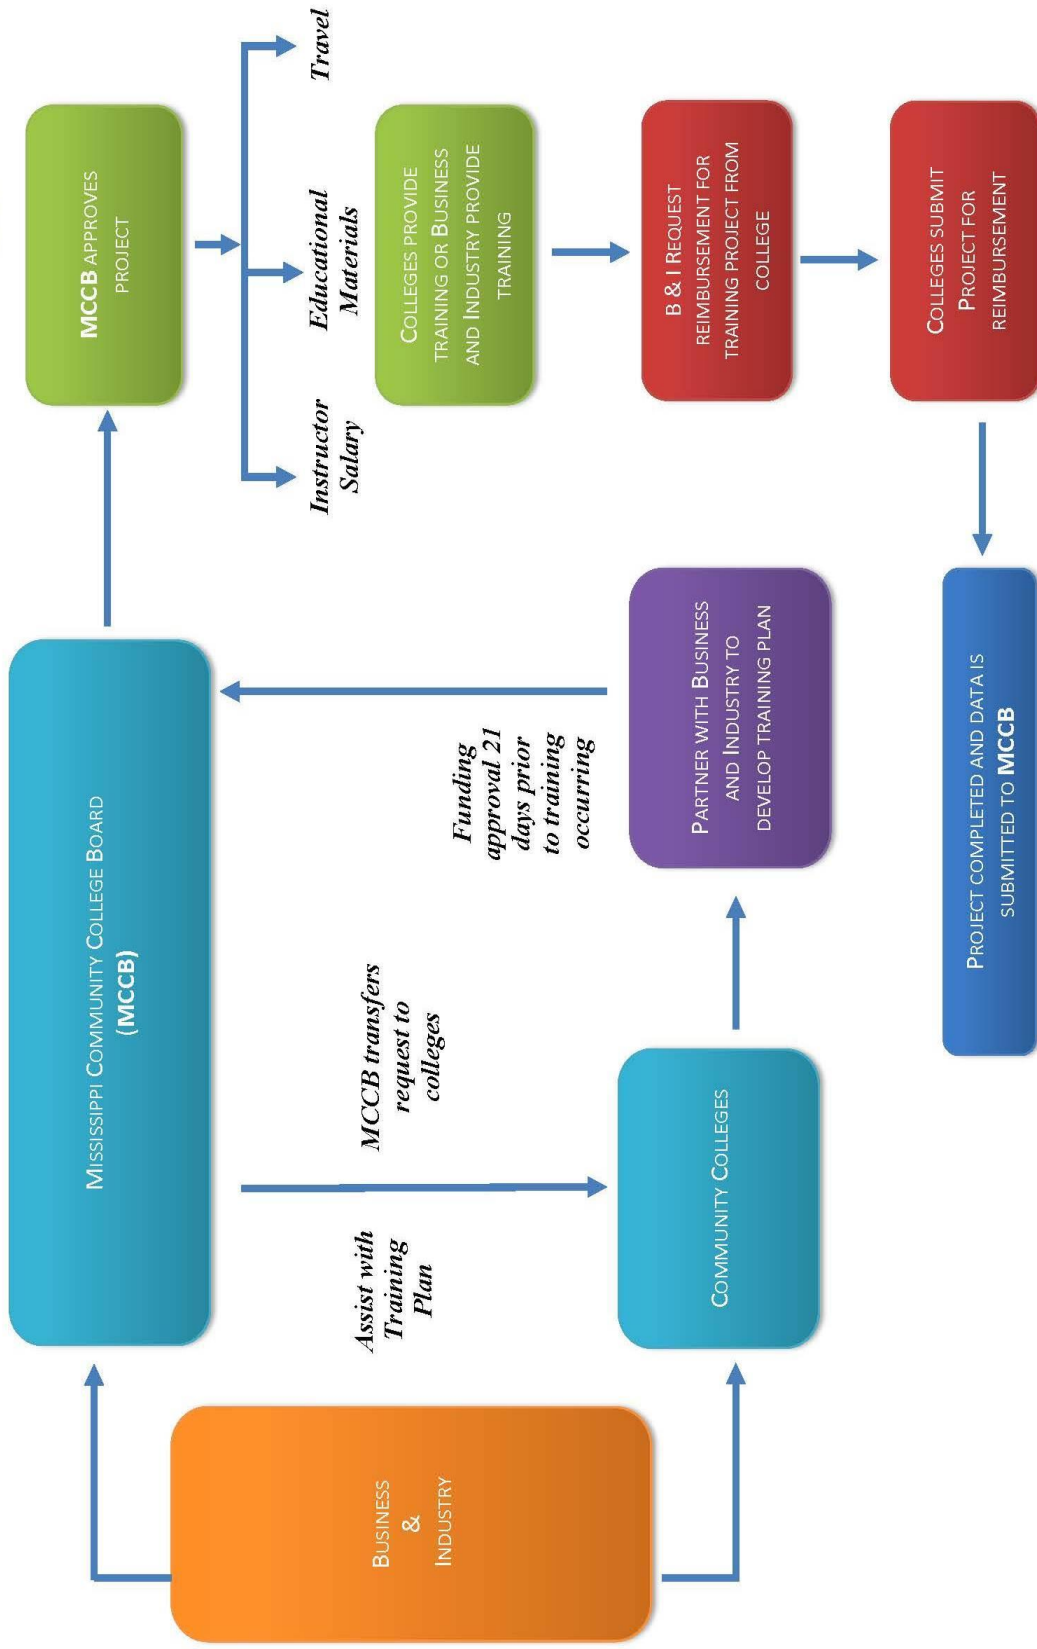 BUSINESS
&
INDUSTRY
MISSISSIPPI COMMUNITY COLLEGE BOARD
(MCCB)
Assist with
Training
Plan
MCCB transfers
request to
colleges
COMMUNITY COLLEGES
PARTNER WITH BUSINESS
AND INDUSTRY TO
DEVELOP TRAINING PLAN
Funding
approval 21
days prior
to training
occurring
MCCB APPROVES
PROJECT
Instructor
Salary
Educational
Materials
Travel
COLLEGES PROVIDE
TRAINING OR BUSINESS
AND INDUSTRY PROVIDE
TRAINING
B & I REQUEST
REIMBURSEMENT FOR
TRAINING PROJECT FROM
COLLEGE
COLLEGES SUBMIT
PROJECT FOR
REIMBURSEMENT
PROJECT COMPLETED AND DATA IS
SUBMITTED TO MCCB